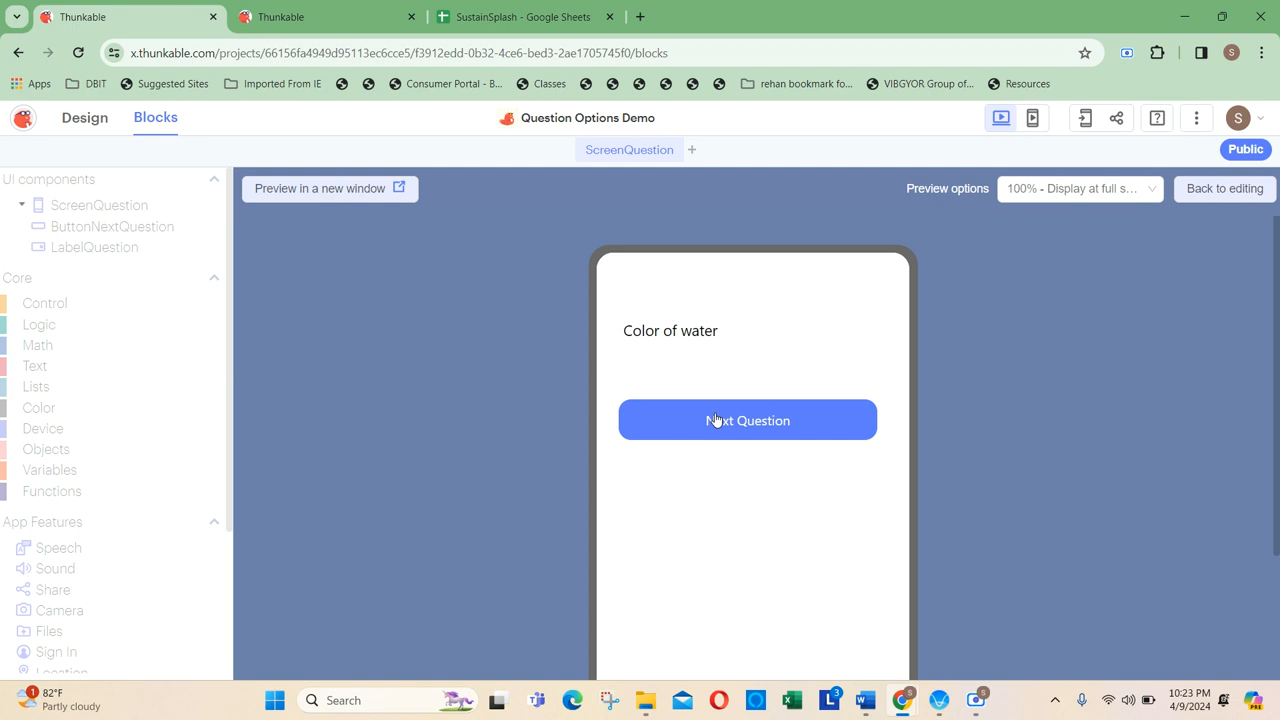 Thunkable
Thunkable
SustainSplash - Google Sheets
x.thunkable.com/projects/66156fa4949d95113ec6cce5/f3912edd-0b32-4ce6-bed3-2ae1705745f0/blocks
S
Apps
DBIT
Suggested Sites
Imported From IE
Consumer Portal - B...
Classes
rehan bookmark fo...
VIBGYOR Group of...
Resources
Design
Blocks
Question Options Demo
S
ScreenQuestion
Public
UI components
ScreenQuestion
ButtonNextQuestion
LabelQuestion
Core
Control
Logic
Math
Text
Lists
Color
Device
Objects
Variables
Functions
App Features
Speech
Sound
Share
Camera
Files
Sign In
Location
Preview in a new window
Preview options
100% - Display at full s...
Back to editing
Color of water
Next Question
1
82°F
Partly cloudy
Search
3
S
S
10:23 PM
4/9/2024
PRE